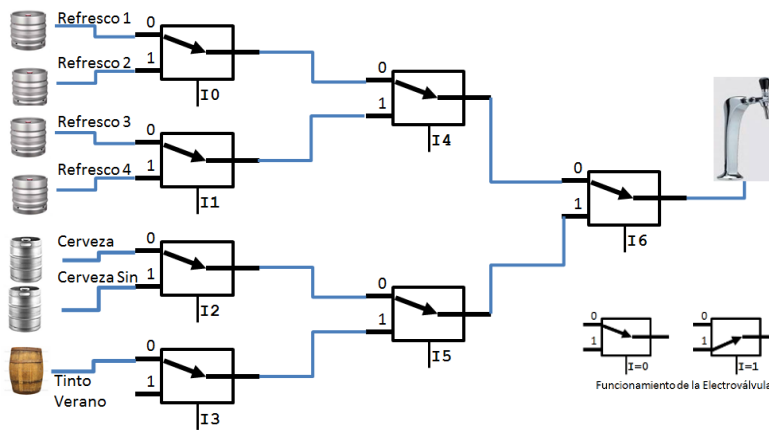 Refresco 1
0
Refresco 2
1
I0
Refresco 3
0
Refresco 4
1
I1
0
1
I4
Cerveza
0
Cerveza Sin
1
I2
0
Tinto
Verano
1
I3
0
1
I5
0
1
I6
0
1
I=0
0
1
I=1
Funcionamiento de la Electroválvula